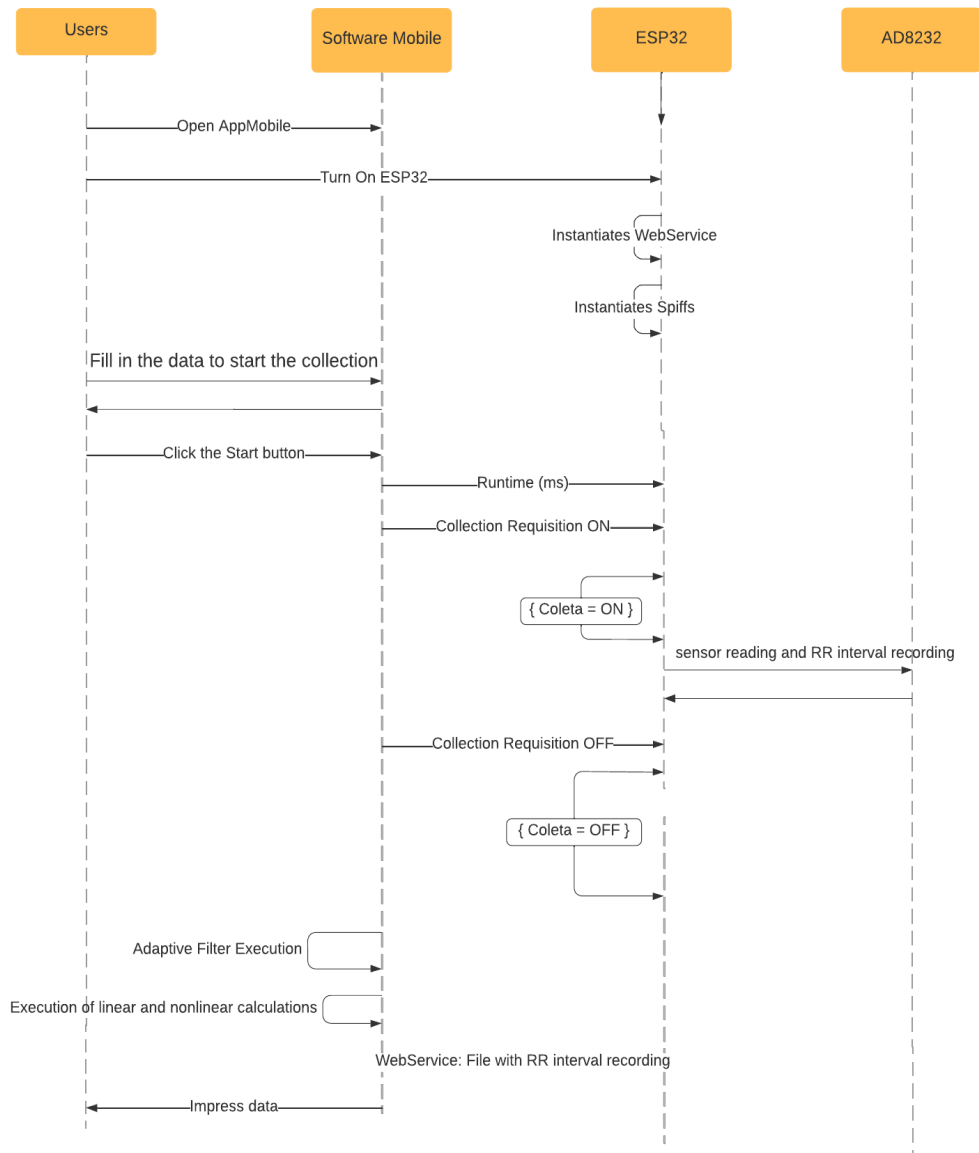 Users
Software Mobile
ESP32
AD8232
Open AppMobile
Turn On ESP32
Instantiates WebService
Instantiates Spiffs
Fill in the data to start the collection
Click the Start button
Runtime (ms)
Collection Requisition ON
{ Coleta = ON }
sensor reading and RR interval recording
Collection Requisition OFF
{ Coleta = OFF }
Adaptive Filter Execution
Execution of linear and nonlinear calculations
WebService: File with RR interval recording
Impress data